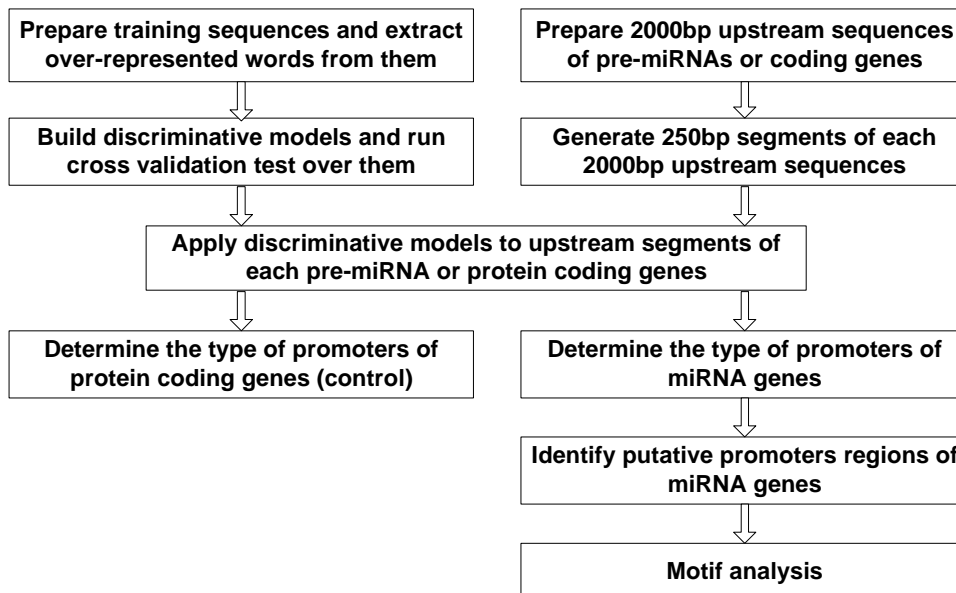 Prepare training sequences and extract
over-represented words from them
Prepare 2000bp upstream sequences
of pre-miRNAs or coding genes
Build discriminative models and run
cross validation test over them
Generate 250bp segments of each
2000bp upstream sequences
Apply discriminative models to upstream segments of
each pre-miRNA or protein coding genes
Determine the type of promoters of
protein coding genes (control)
Determine the type of promoters of
miRNA genes
Identify putative promoters regions of
miRNA genes
Motif analysis